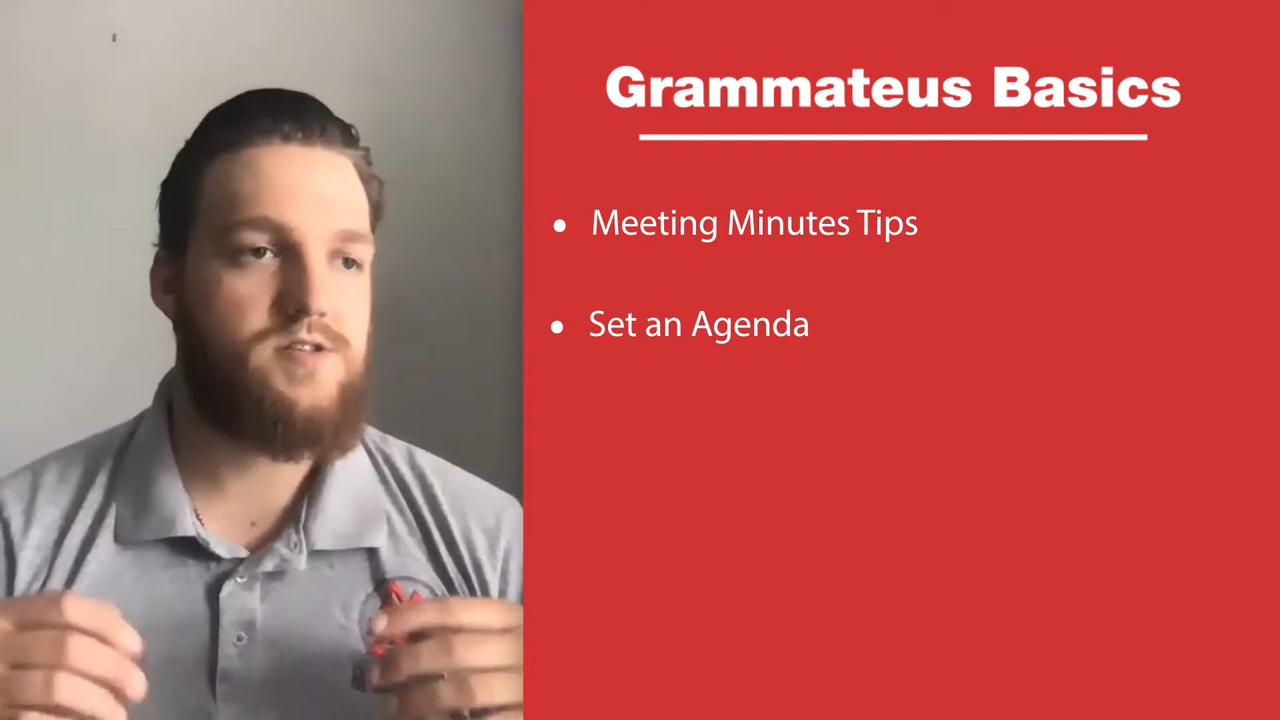 Grammateus Basics
• Meeting Minutes Tips
• Set an Agenda